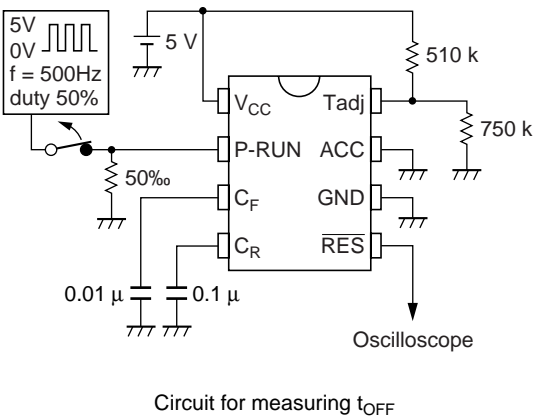 5V
0V
f = 500Hz
duty 50%
5 V
510 k
750 k
V_CC
Tadj
P-RUN
ACC
50‰
C_F
GND
C_R
RES
0.01 μ
0.1 μ
Oscilloscope
Circuit for measuring t_OFF